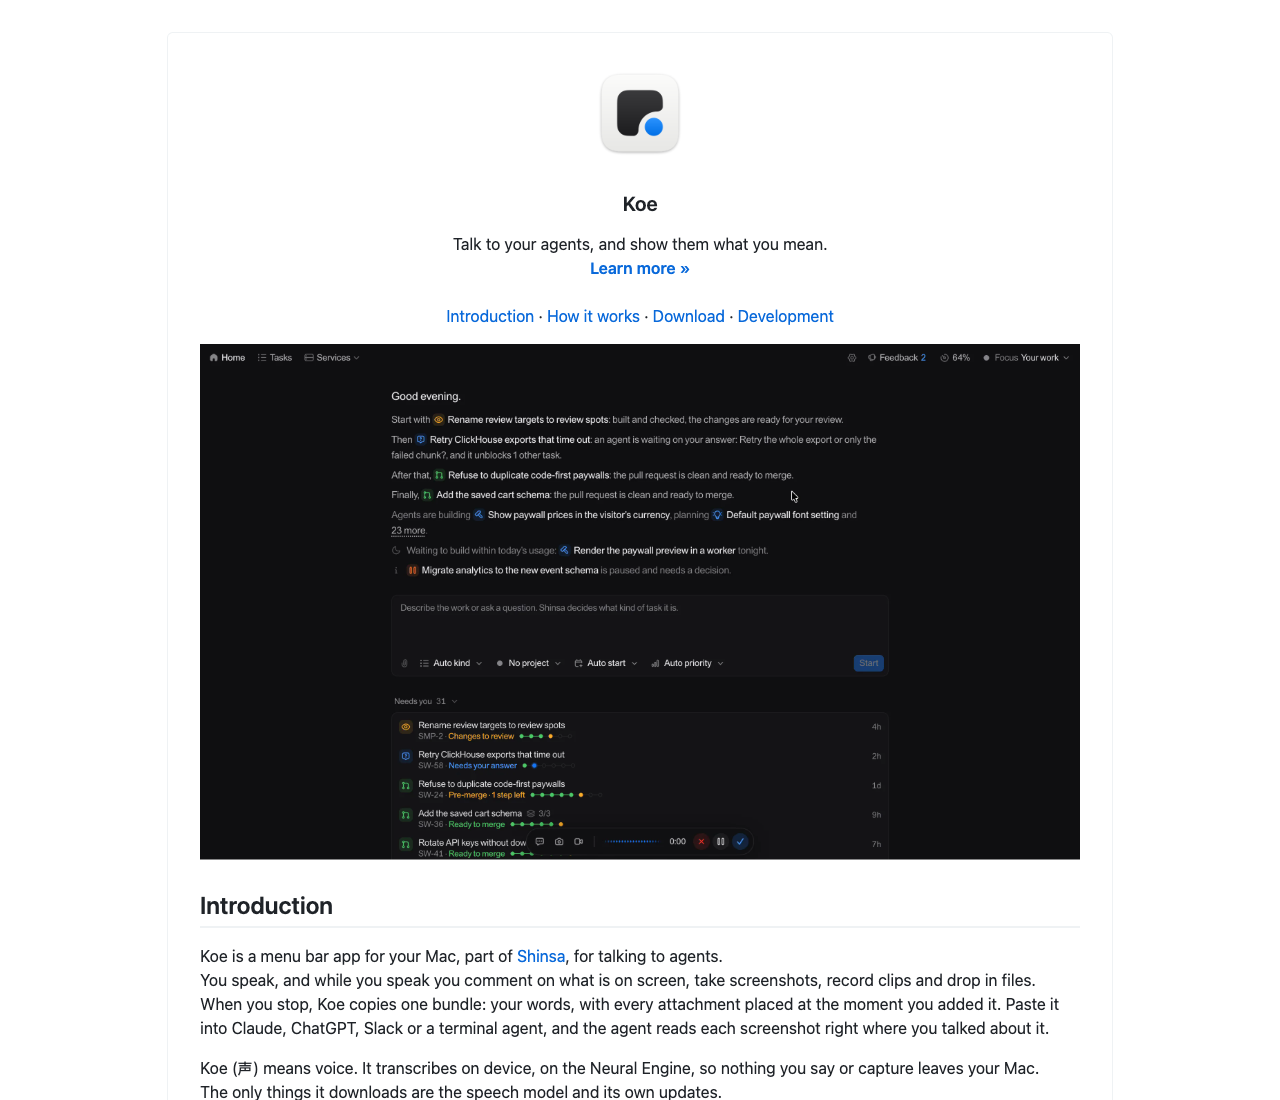 Koe
Talk to your agents, and show them what you mean.
Learn more »
Introduction · How it works · Download · Development
Home Tasks Services
Feedback 2 64% Focus Your work
Good evening.
Start with Rename review targets to review spots: built and checked, the changes are ready for your review.
Then Retry ClickHouse exports that time out: an agent is waiting on your answer: Retry the whole export or only the
failed chunk?, and it unblocks 1 other task.
After that, Refuse to duplicate code-first paywalls: the pull request is clean and ready to merge.
Finally, Add the saved cart schema: the pull request is clean and ready to merge.
Agents are building Show paywall prices in the visitor's currency, planning Default paywall font setting and
23 more.
Waiting to build within today's usage: Render the paywall preview in a worker tonight.
Migrate analytics to the new event schema is paused and needs a decision.
Describe the work or ask a question. Shinsa decides what kind of task it is.
Auto kind No project Auto start Auto priority Start
Needs you 31
Rename review targets to review spots 4h
SMP-2 · Changes to review
Retry ClickHouse exports that time out 2h
SW-58 · Needs your answer
Refuse to duplicate code-first paywalls 1d
SW-24 · Pre-merge · 1 step left
Add the saved cart schema 3/3 9h
SW-36 · Ready to merge
Rotate API keys without dow 0:00 7h
SW-41 · Ready to merge
Introduction
Koe is a menu bar app for your Mac, part of Shinsa, for talking to agents.
You speak, and while you speak you comment on what is on screen, take screenshots, record clips and drop in files.
When you stop, Koe copies one bundle: your words, with every attachment placed at the moment you added it. Paste it
into Claude, ChatGPT, Slack or a terminal agent, and the agent reads each screenshot right where you talked about it.
Koe (声) means voice. It transcribes on device, on the Neural Engine, so nothing you say or capture leaves your Mac.
The only things it downloads are the speech model and its own updates.